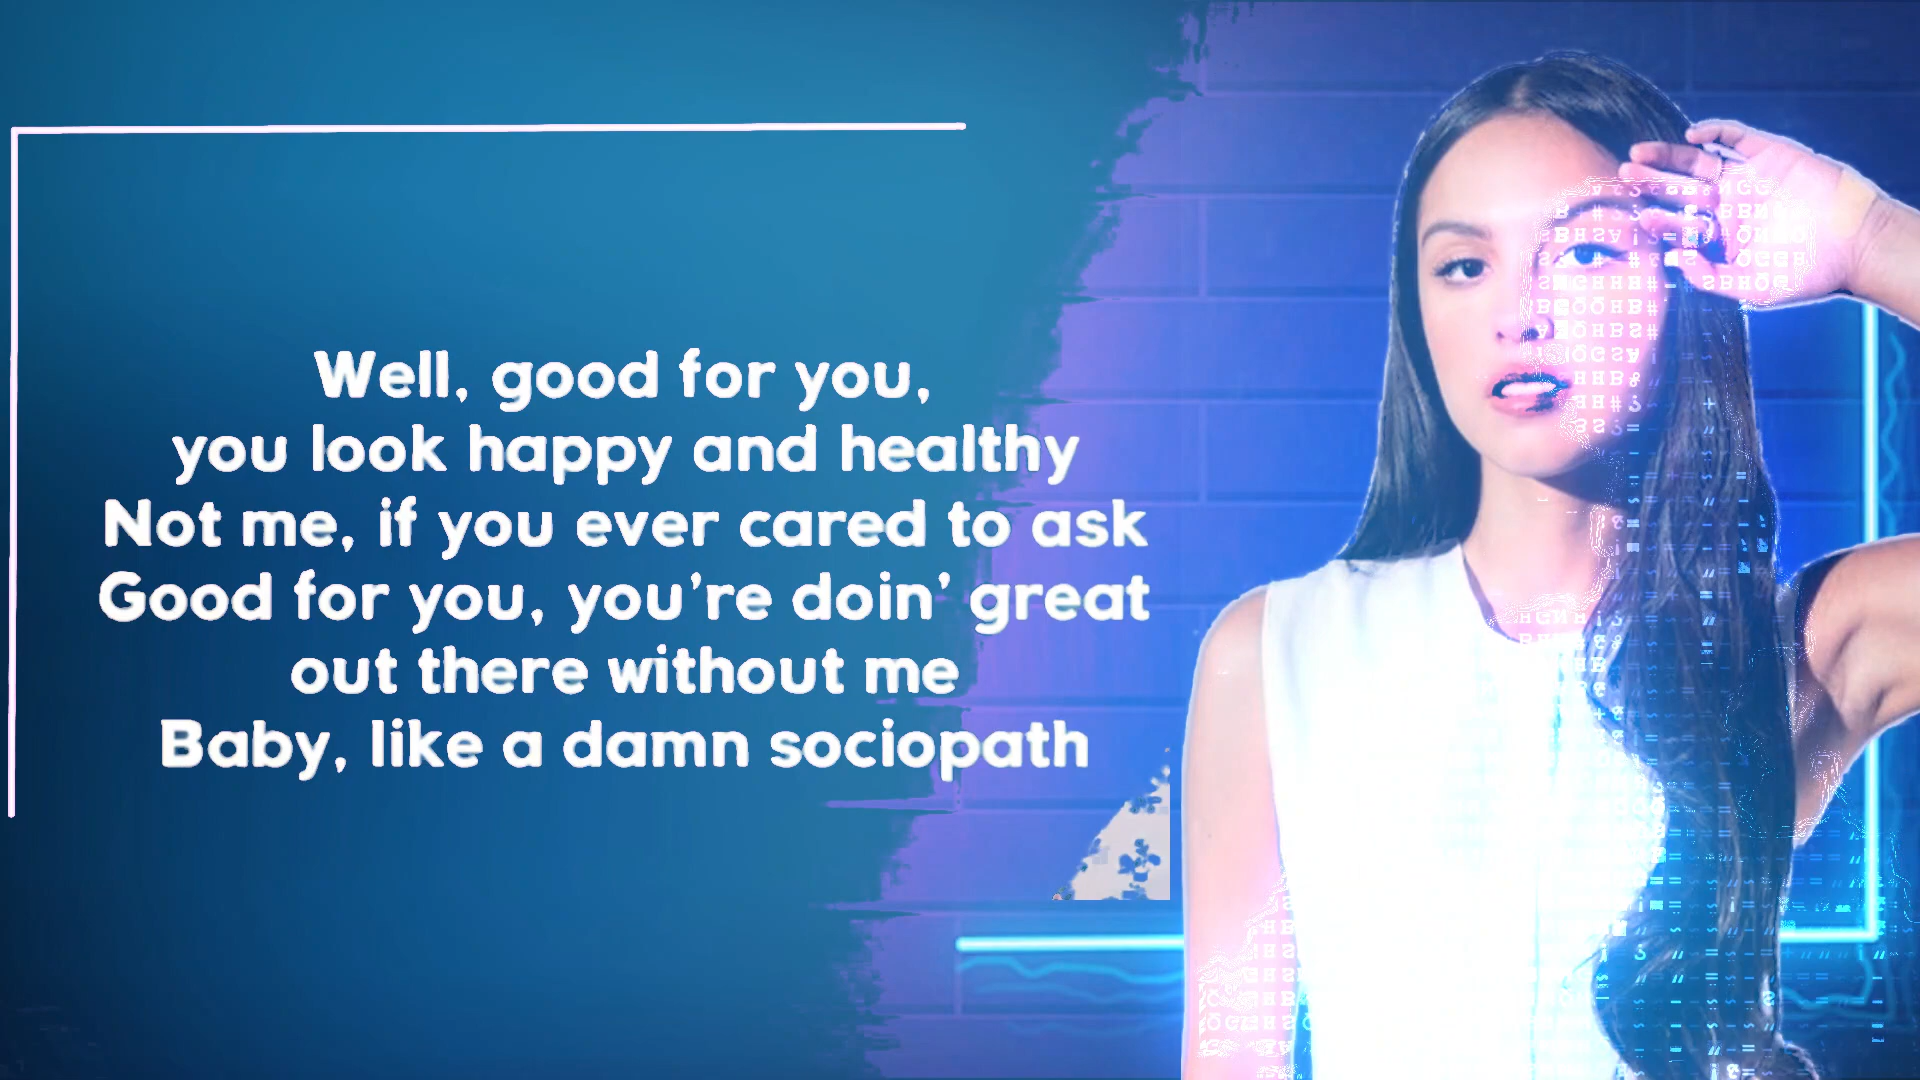 Well, good for you,
you look happy and healthy
Not me, if you ever cared to ask
Good for you, you're doin' great
out there without me
Baby, like a damn sociopath